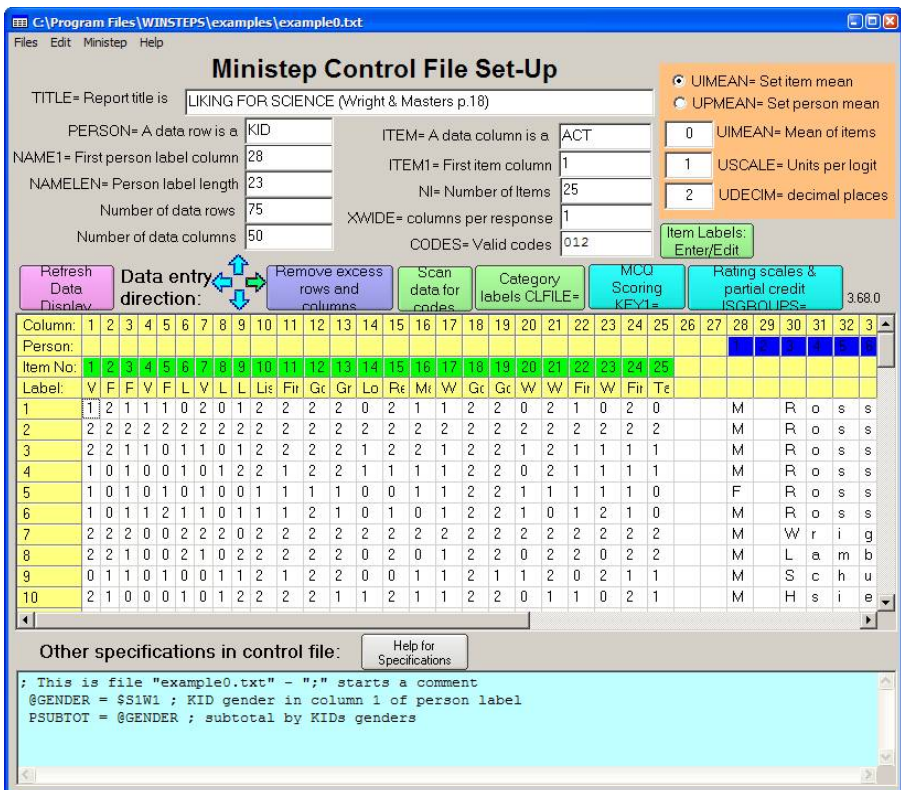 C:\Program Files\WINSTEPS\examples\example0.txt
Files Edit Ministep Help
Ministep Control File Set-Up
TITLE= Report title is LIKING FOR SCIENCE (Wright & Masters p.18)
PERSON= A data row is a KID
NAME1= First person label column 28
NAMELEN= Person label length 23
Number of data rows 75
Number of data columns 50
ITEM= A data column is a ACT
ITEM1= First item column 1
NI= Number of Items 25
XWIDE= columns per response 1
CODES= Valid codes 012
UIMEAN= Set item mean
UPMEAN= Set person mean
0 UIMEAN= Mean of items
1 USCALE= Units per logit
2 UDECIM= decimal places
Item Labels: Enter/Edit
Refresh Data Display
Data entry direction:
Remove excess rows and columns
Scan data for codes
Category labels CLFILE=
MCQ Scoring KEY1=
Rating scales & partial credit ISGROUPS=
3.68.0
Column: 1 2 3 4 5 6 7 8 9 10 11 12 13 14 15 16 17 18 19 20 21 22 23 24 25 26 27 28 29 30 31 32 3
Person: 1 2 3 4 5 6
Item No: 1 2 3 4 5 6 7 8 9 10 11 12 13 14 15 16 17 18 19 20 21 22 23 24 25
Label: V F F V F L V L L Lis Fir Gc Gr Lo Re Ma W Gc Gc W W Fir W Fir Te
1 1 2 1 1 1 0 2 0 1 2 2 2 2 0 2 1 1 2 2 0 2 1 0 2 0 M R o s s
2 2 2 2 2 2 2 2 2 2 2 2 2 2 2 2 2 2 2 2 2 2 2 2 2 2 M R o s s
3 2 2 1 1 0 1 1 0 1 2 2 2 2 1 2 2 1 2 2 1 2 1 1 1 1 M R o s s
4 1 0 1 0 0 1 0 1 2 2 1 2 2 1 1 1 1 2 2 0 2 1 1 1 1 M R o s s
5 1 0 1 0 1 0 1 0 0 1 1 1 1 0 0 1 1 2 2 1 1 1 1 1 0 F R o s s
6 1 0 1 1 2 1 1 0 1 1 1 2 1 0 1 0 1 2 2 1 0 1 2 1 0 M R o s s
7 2 2 2 0 0 2 2 2 0 2 2 2 2 2 2 2 2 2 2 2 2 2 2 2 2 M W r i g
8 2 2 1 0 0 2 1 0 2 2 2 2 2 0 2 0 1 2 2 0 2 0 0 2 2 M L a m b
9 0 1 1 0 1 0 0 1 1 2 1 2 2 0 0 1 1 2 1 1 2 0 2 1 1 M S c h u
10 2 1 0 0 0 1 0 1 2 2 2 2 1 1 2 1 1 2 2 0 1 1 0 2 1 M H s i e
Other specifications in control file:
Help for Specifications
; This is file "example0.txt" - ";" starts a comment
@GENDER = $S1W1 ; KID gender in column 1 of person label
PSUBTOT = @GENDER ; subtotal by KIDs genders